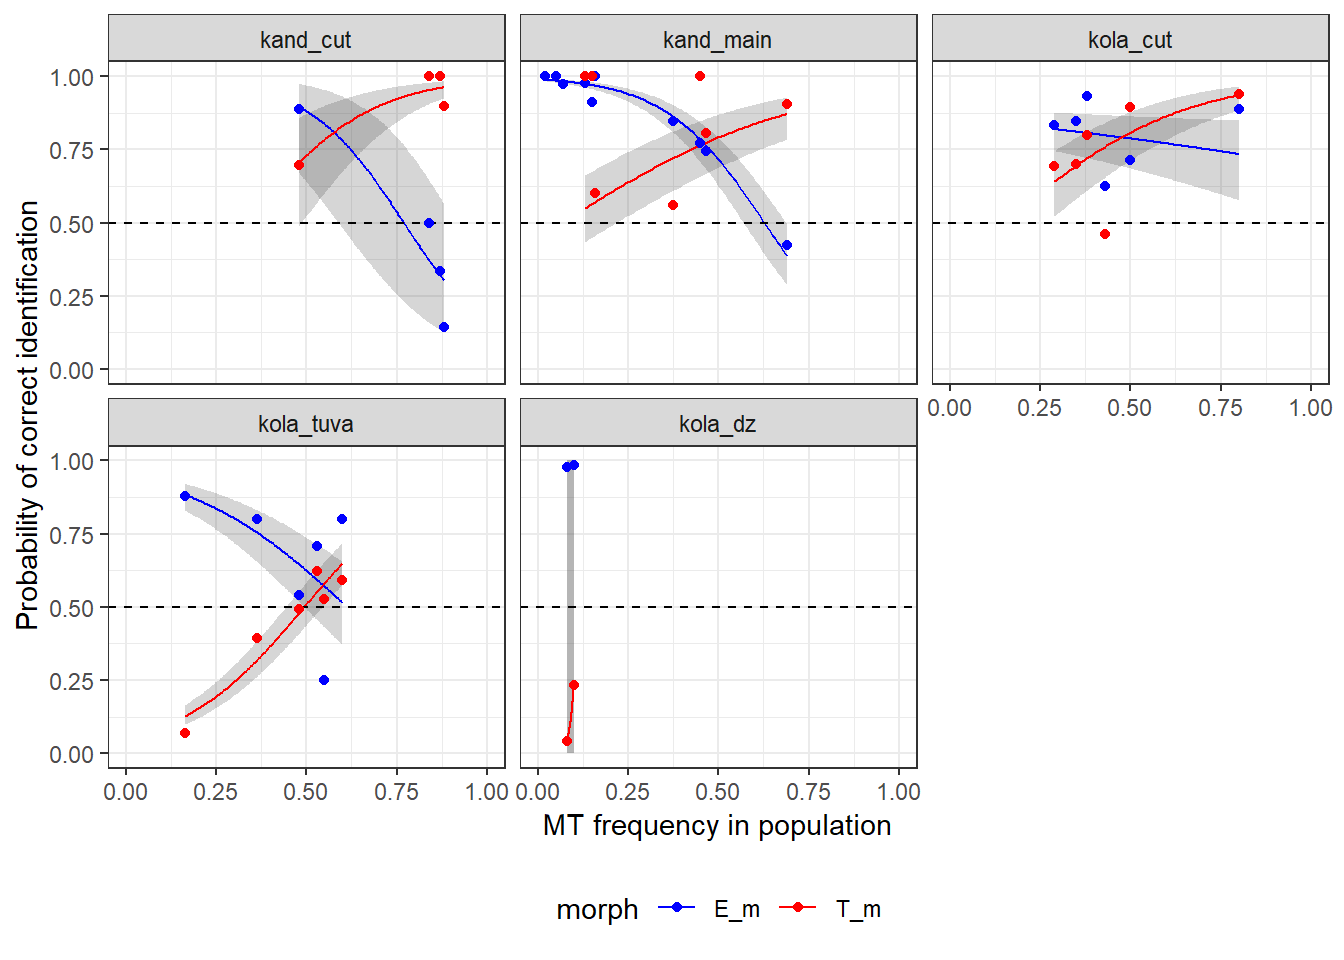 kand_cut kand_main kola_cut
1.00
0.75
0.50
0.25
0.00
0.00 0.25 0.50 0.75 1.00
kola_tuva kola_dz
1.00
0.75
0.50
0.25
0.00
0.00 0.25 0.50 0.75 1.00 0.00 0.25 0.50 0.75 1.00
Probability of correct identification
MT frequency in population
morph E_m T_m